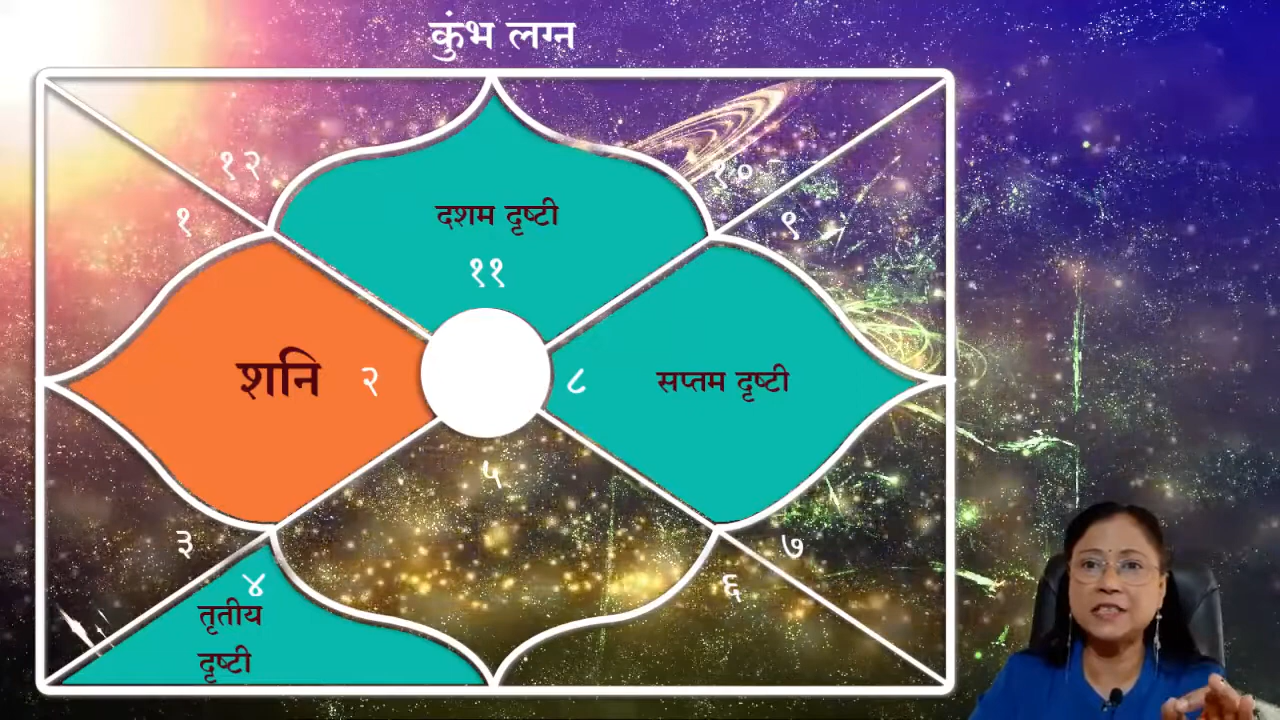 कुंभ लग्न
१२
१०
१
९
दशम दृष्टी
११
शनि २
८ सप्तम दृष्टी
५
३
७
४
६
तृतीय
दृष्टी